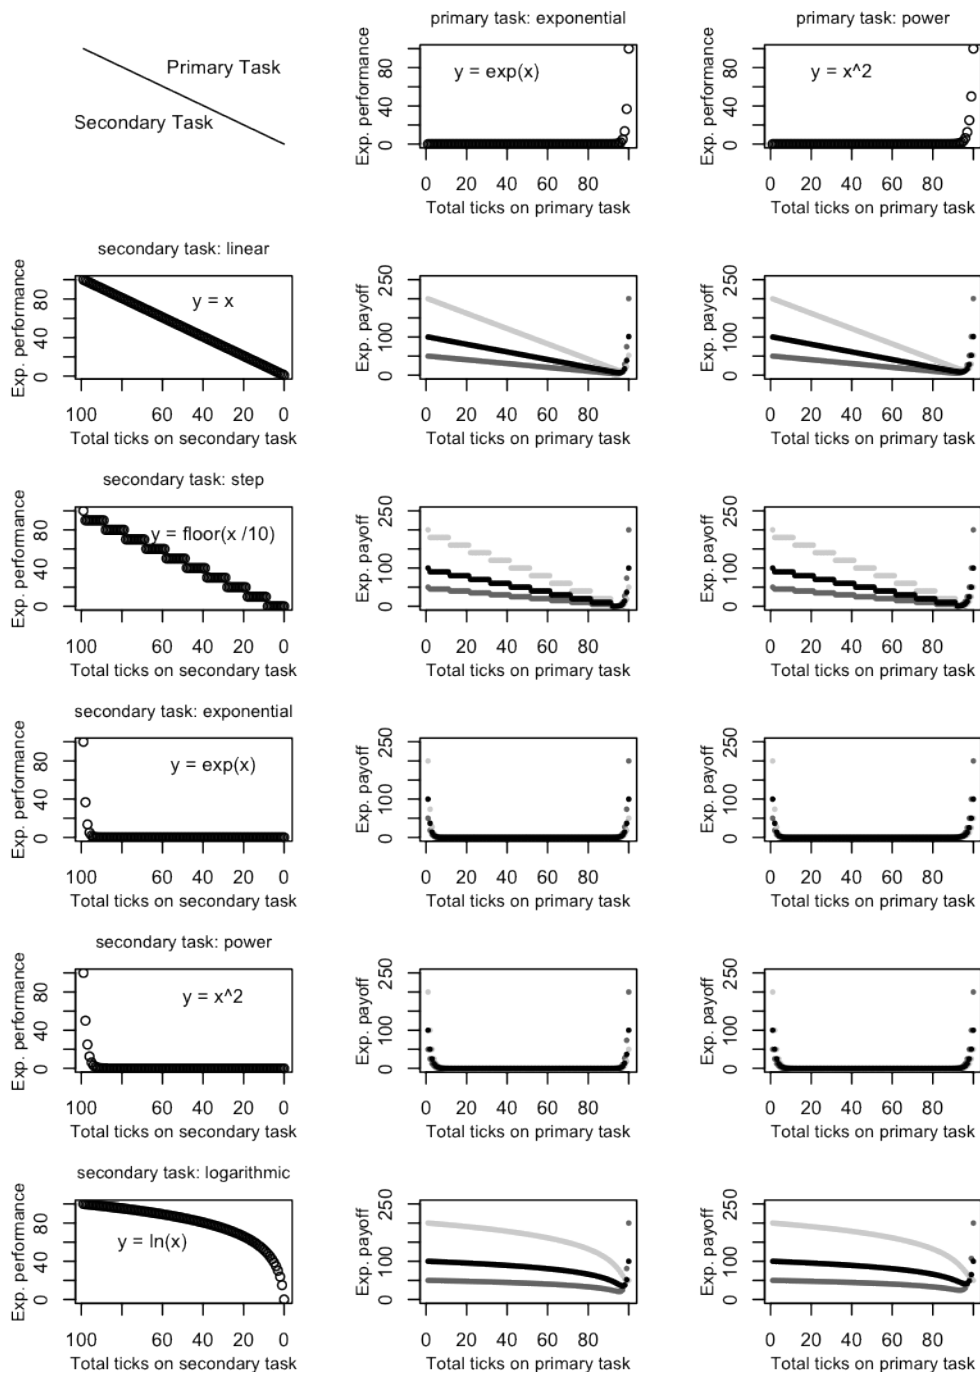 primary task: exponential
primary task: power
Primary Task
Secondary Task
Exp. performance
0 40 80
y = exp(x)
0 20 40 60 80
Total ticks on primary task
Exp. performance
0 40 80
y = x^2
0 20 40 60 80
Total ticks on primary task
secondary task: linear
Exp. performance
0 40 80
y = x
100 60 40 20 0
Total ticks on secondary task
Exp. payoff
0 100 250
0 20 40 60 80
Total ticks on primary task
Exp. payoff
0 100 250
0 20 40 60 80
Total ticks on primary task
secondary task: step
Exp. performance
0 40 80
y = floor(x /10)
100 60 40 20 0
Total ticks on secondary task
Exp. payoff
0 100 250
0 20 40 60 80
Total ticks on primary task
Exp. payoff
0 100 250
0 20 40 60 80
Total ticks on primary task
secondary task: exponential
Exp. performance
0 40 80
y = exp(x)
100 60 40 20 0
Total ticks on secondary task
Exp. payoff
0 100 250
0 20 40 60 80
Total ticks on primary task
Exp. payoff
0 100 250
0 20 40 60 80
Total ticks on primary task
secondary task: power
Exp. performance
0 40 80
y = x^2
100 60 40 20 0
Total ticks on secondary task
Exp. payoff
0 100 250
0 20 40 60 80
Total ticks on primary task
Exp. payoff
0 100 250
0 20 40 60 80
Total ticks on primary task
secondary task: logarithmic
Exp. performance
0 40 80
y = ln(x)
100 60 40 20 0
Total ticks on secondary task
Exp. payoff
0 100 250
0 20 40 60 80
Total ticks on primary task
Exp. payoff
0 100 250
0 20 40 60 80
Total ticks on primary task